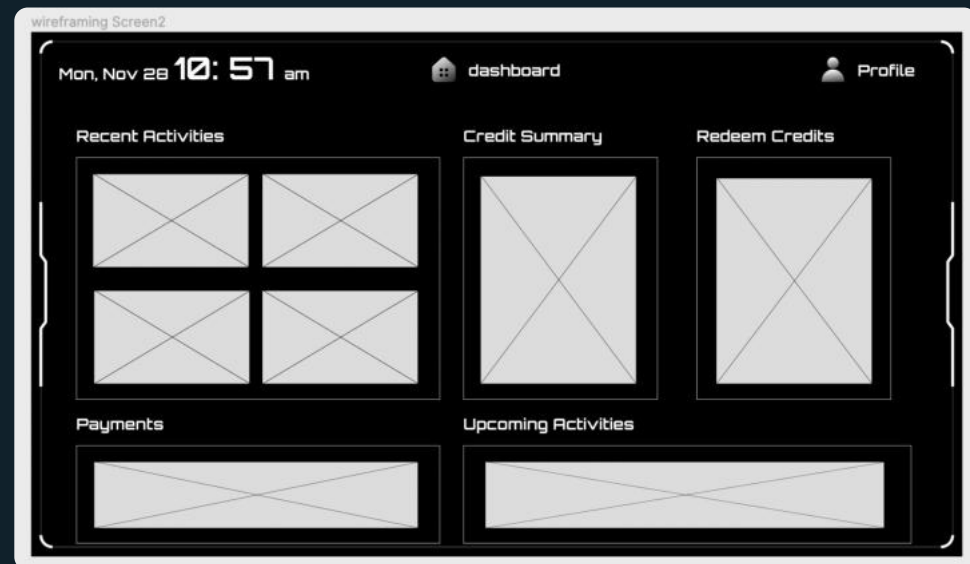 wireframing Screen2
Mon, Nov 28 10: 57 am
dashboard
Profile
Recent Activities
Credit Summary
Redeem Credits
Payments
Upcoming Activities